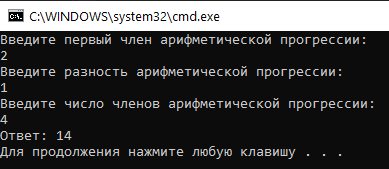 C:\WINDOWS\system32\cmd.exe
Введите первый член арифметической прогрессии:
2
Введите разность арифметической прогрессии:
1
Введите число членов арифметической прогрессии:
4
Ответ: 14
Для продолжения нажмите любую клавишу . . .